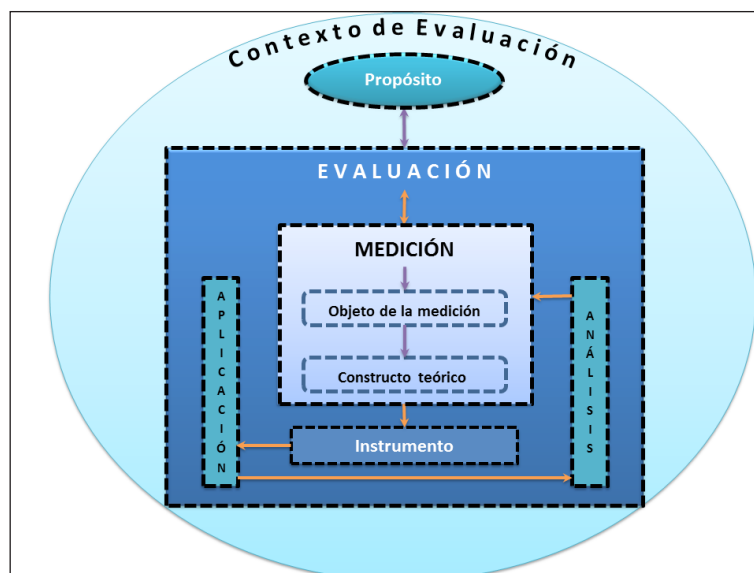 Contexto de Evaluación
Propósito
EVALUACIÓN
MEDICIÓN
Objeto de la medición
Constructo teórico
Instrumento
APLICACIÓN
ANÁLISIS